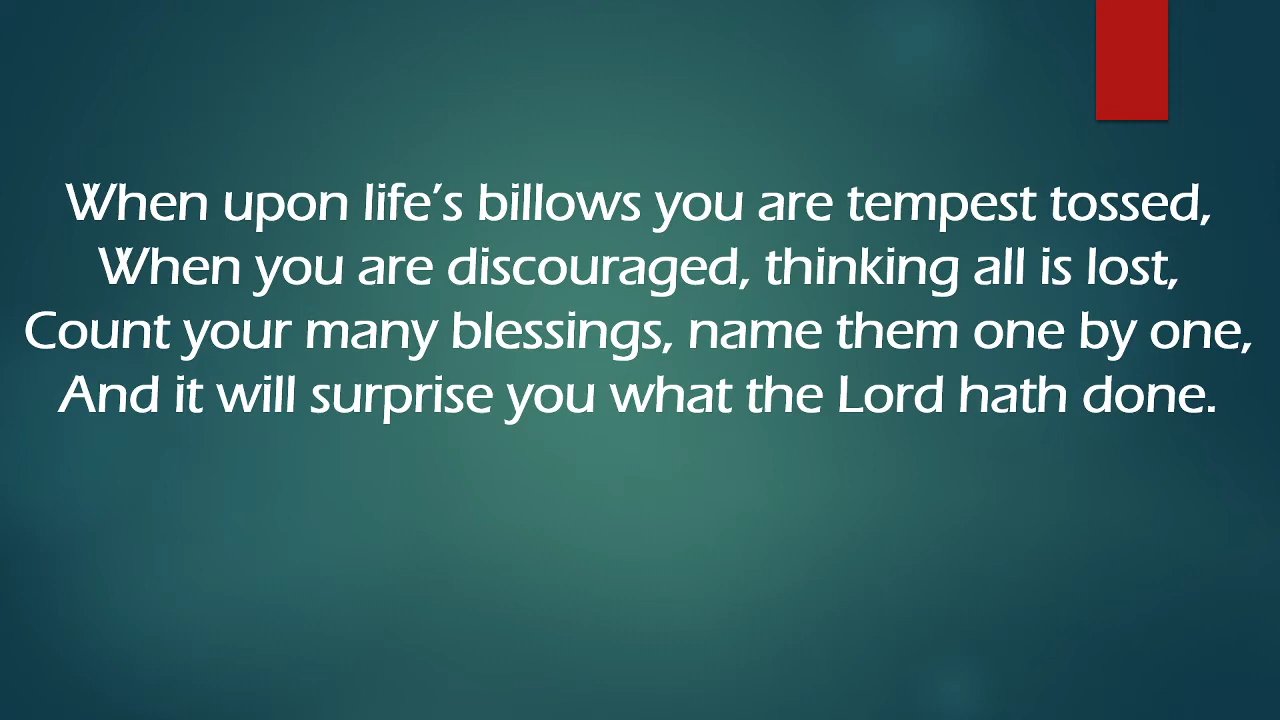 When upon life’s billows you are tempest tossed,
When you are discouraged, thinking all is lost,
Count your many blessings, name them one by one,
And it will surprise you what the Lord hath done.